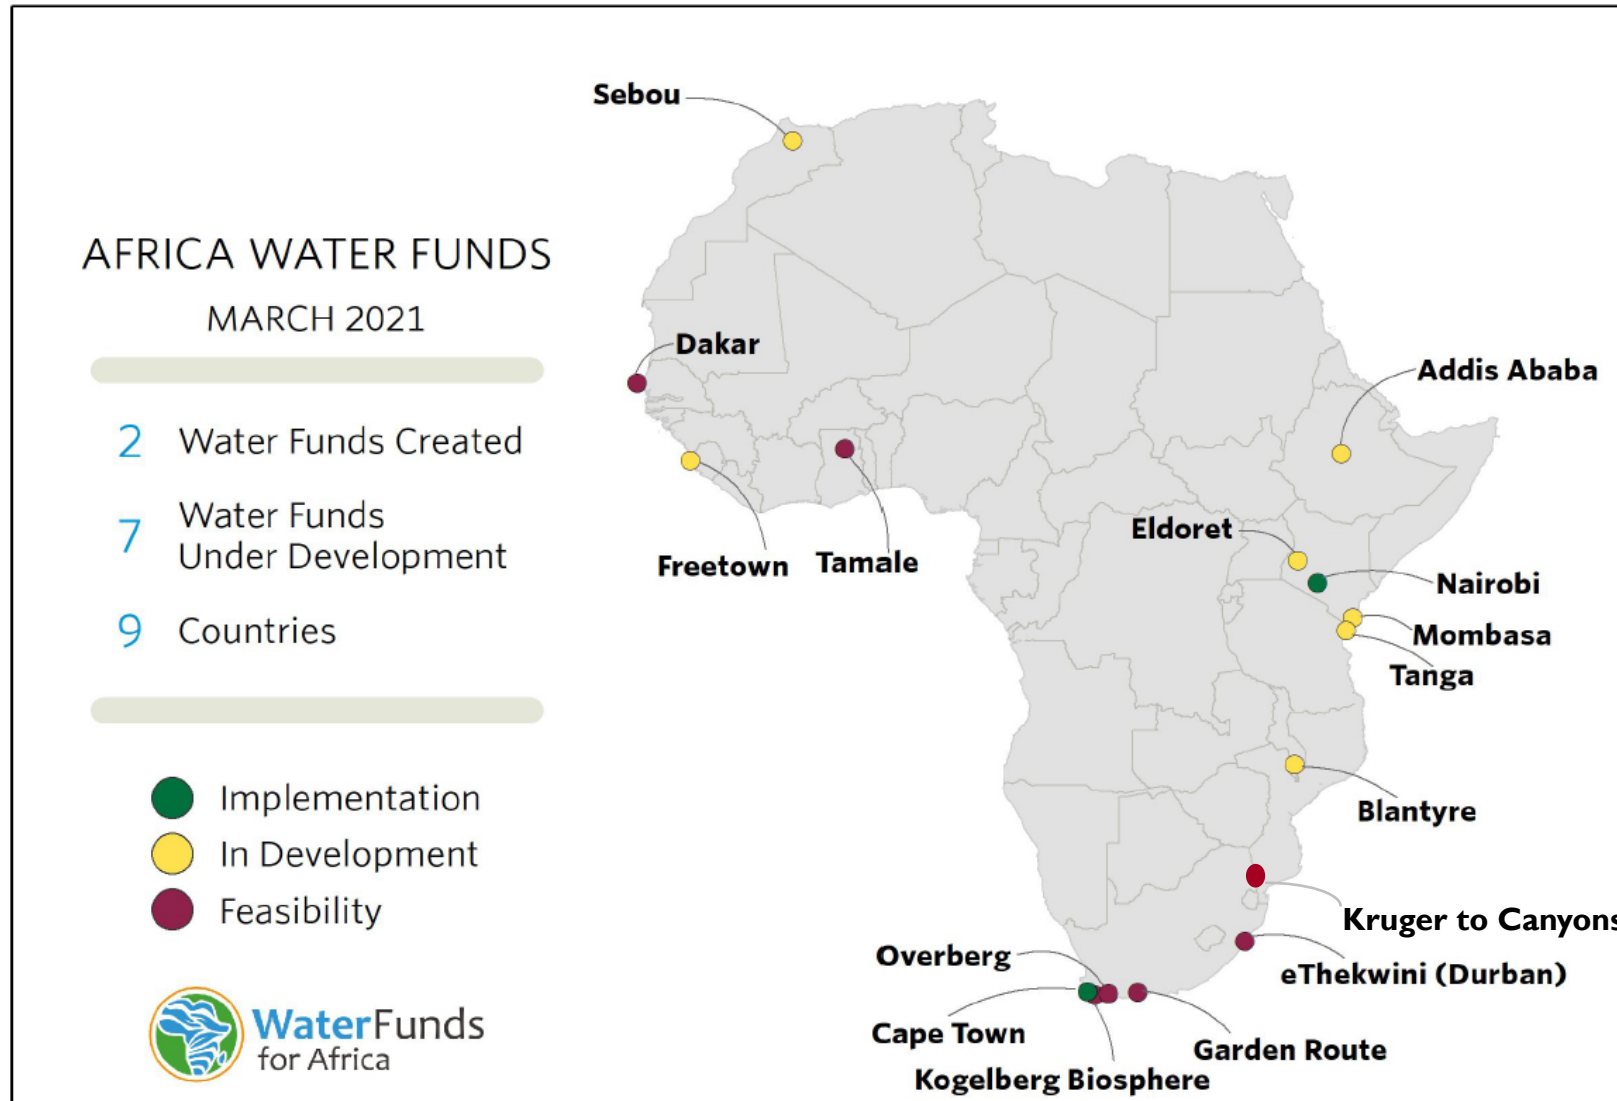 AFRICA WATER FUNDS
MARCH 2021
2 Water Funds Created
7 Water Funds
Under Development
9 Countries
Implementation
In Development
Feasibility
WaterFunds
for Africa
Sebou
Dakar
Addis Ababa
Eldoret
Freetown
Tamale
Nairobi
Mombasa
Tanga
Blantyre
Kruger to Canyons
Overberg
eThekwini (Durban)
Cape Town
Garden Route
Kogelberg Biosphere